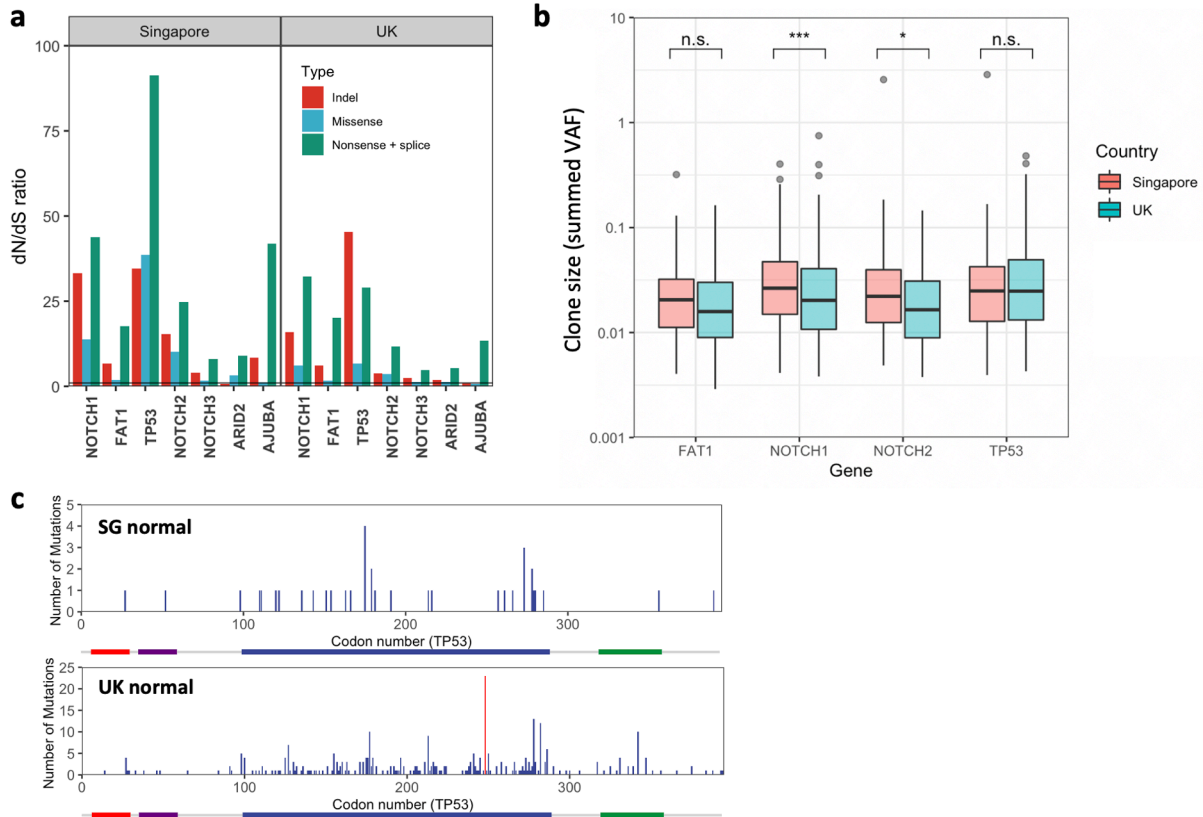 a
Singapore
UK
dN/dS ratio
100
75
50
25
0
Type
Indel
Missense
Nonsense + splice
NOTCH1
FAT1
TP53
NOTCH2
NOTCH3
ARID2
AJUBA
NOTCH1
FAT1
TP53
NOTCH2
NOTCH3
ARID2
AJUBA
b
Clone size (summed VAF)
10
1
0.1
0.01
0.001
n.s.
***
*
n.s.
FAT1
NOTCH1
NOTCH2
TP53
Gene
Country
Singapore
UK
c
Number of Mutations
5
4
3
2
1
0
SG normal
0
100
200
300
Codon number (TP53)
Number of Mutations
25
20
15
10
5
0
UK normal
0
100
200
300
Codon number (TP53)